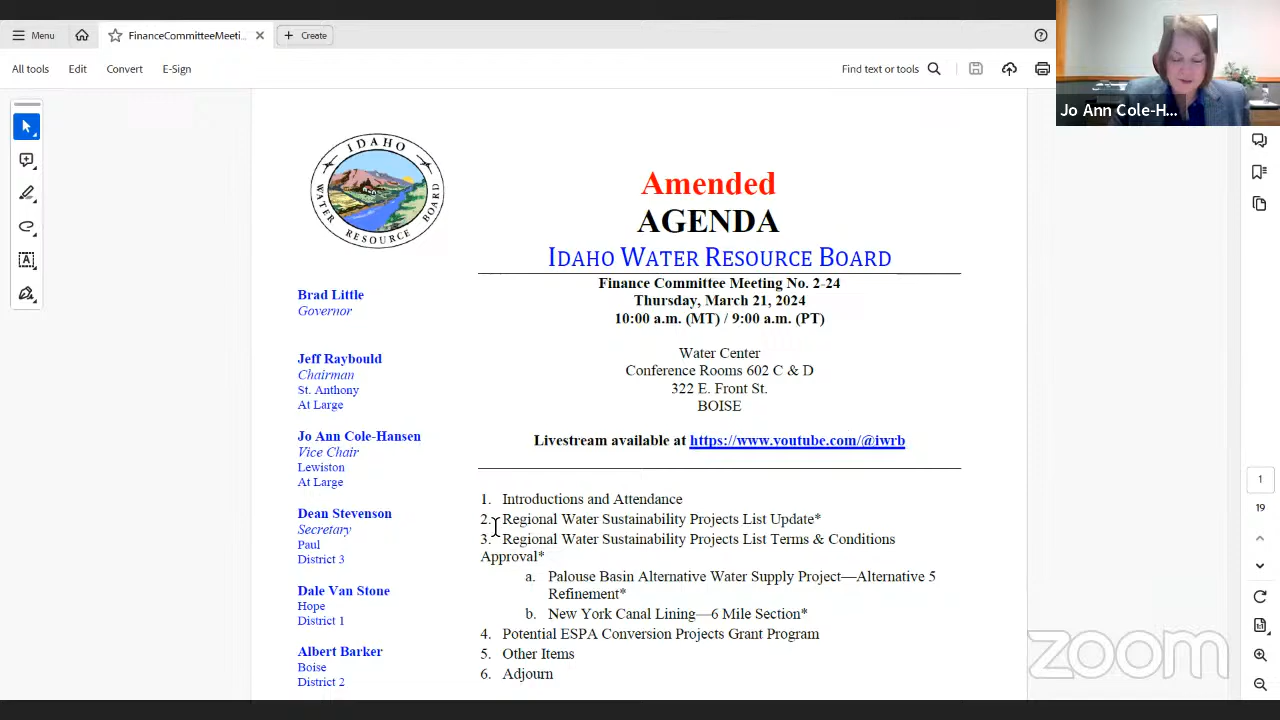 Menu
FinanceCommitteeMeeti...
Create
All tools
Edit
Convert
E-Sign
Find text or tools
Jo Ann Cole-H...
IDAHO
WATER RESOURCE BOARD
Amended
AGENDA
IDAHO WATER RESOURCE BOARD
Finance Committee Meeting No. 2-24
Thursday, March 21, 2024
10:00 a.m. (MT) / 9:00 a.m. (PT)
Water Center
Conference Rooms 602 C & D
322 E. Front St.
BOISE
Livestream available at https://www.youtube.com/@iwrb
Brad Little
Governor
Jeff Raybould
Chairman
St. Anthony
At Large
Jo Ann Cole-Hansen
Vice Chair
Lewiston
At Large
Dean Stevenson
Secretary
Paul
District 3
Dale Van Stone
Hope
District 1
Albert Barker
Boise
District 2
1. Introductions and Attendance
2. Regional Water Sustainability Projects List Update*
3. Regional Water Sustainability Projects List Terms & Conditions
Approval*
a. Palouse Basin Alternative Water Supply Project—Alternative 5
Refinement*
b. New York Canal Lining—6 Mile Section*
4. Potential ESPA Conversion Projects Grant Program
5. Other Items
6. Adjourn
1
19
zoom